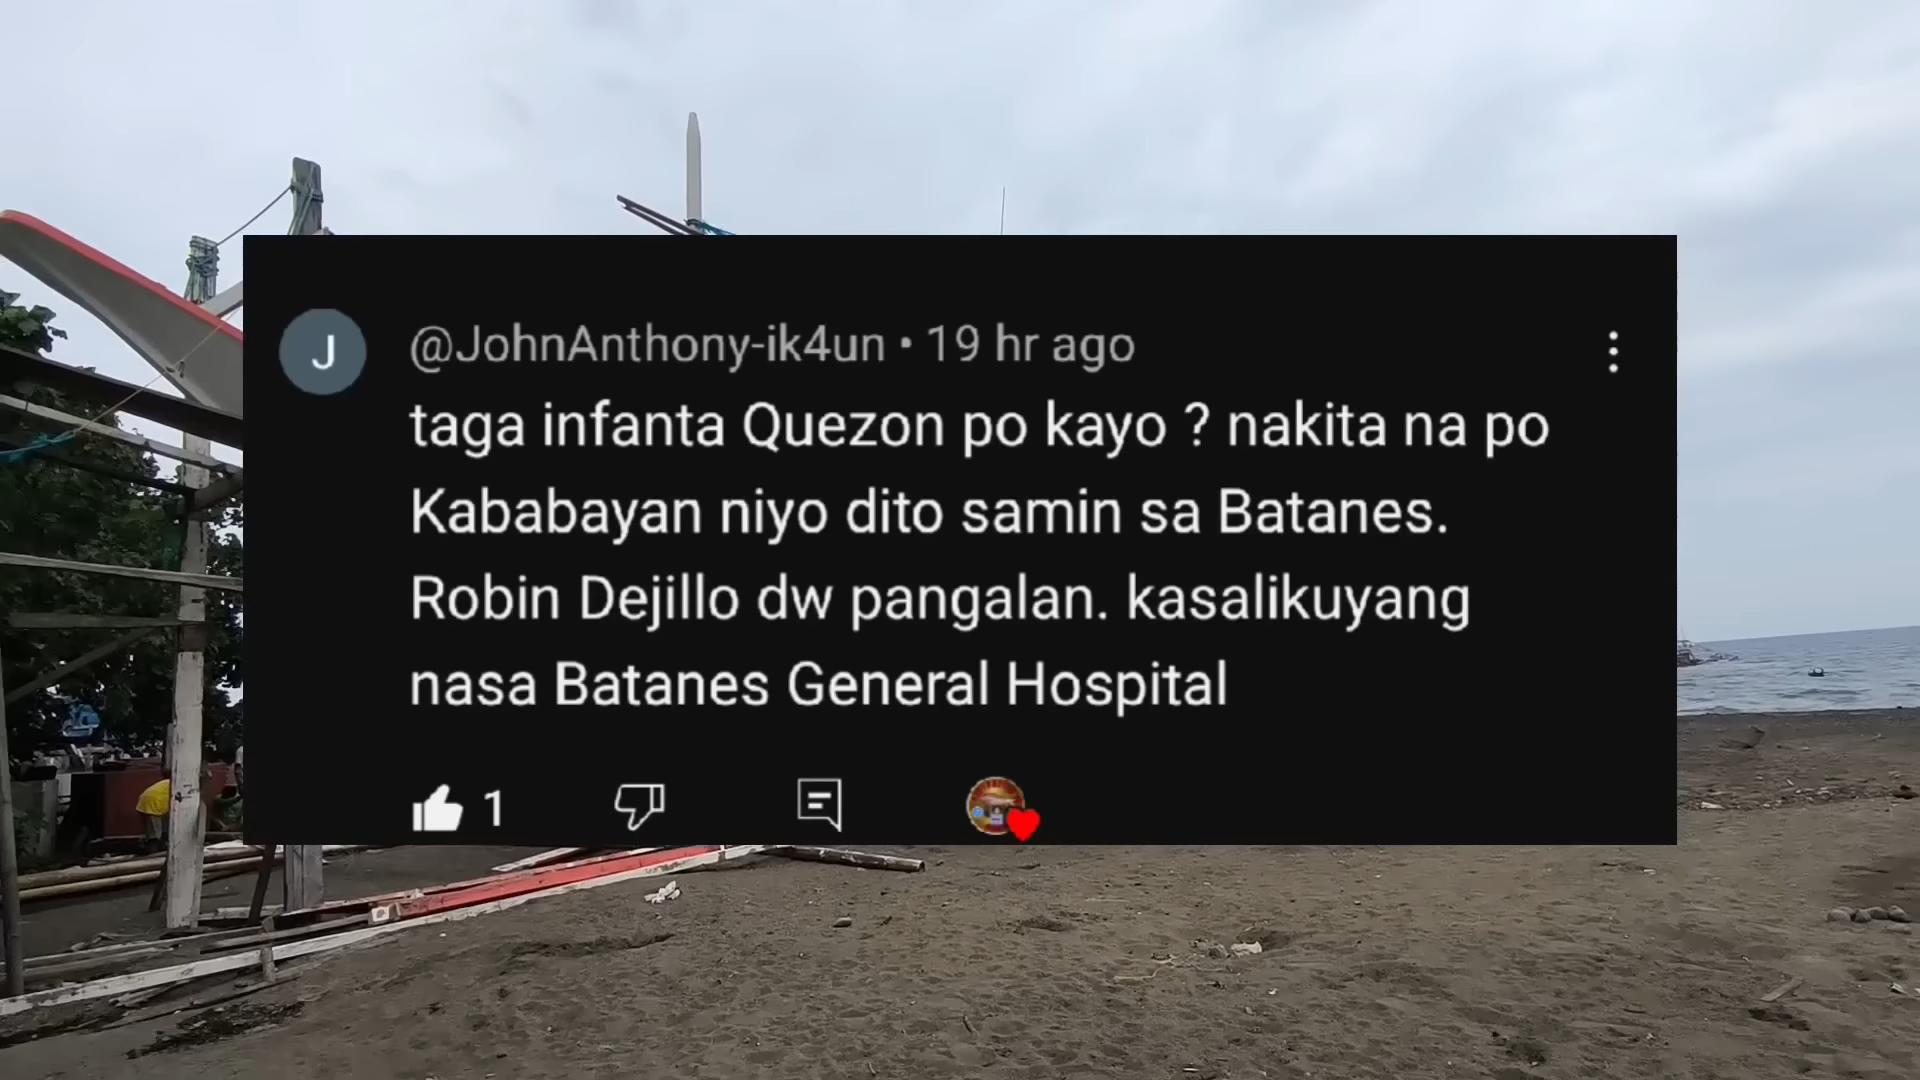 J
@JohnAnthony-ik4un • 19 hr ago
taga infanta Quezon po kayo ? nakita na po
Kababayan niyo dito samin sa Batanes.
Robin Dejillo dw pangalan. kasalikuyang
nasa Batanes General Hospital
1